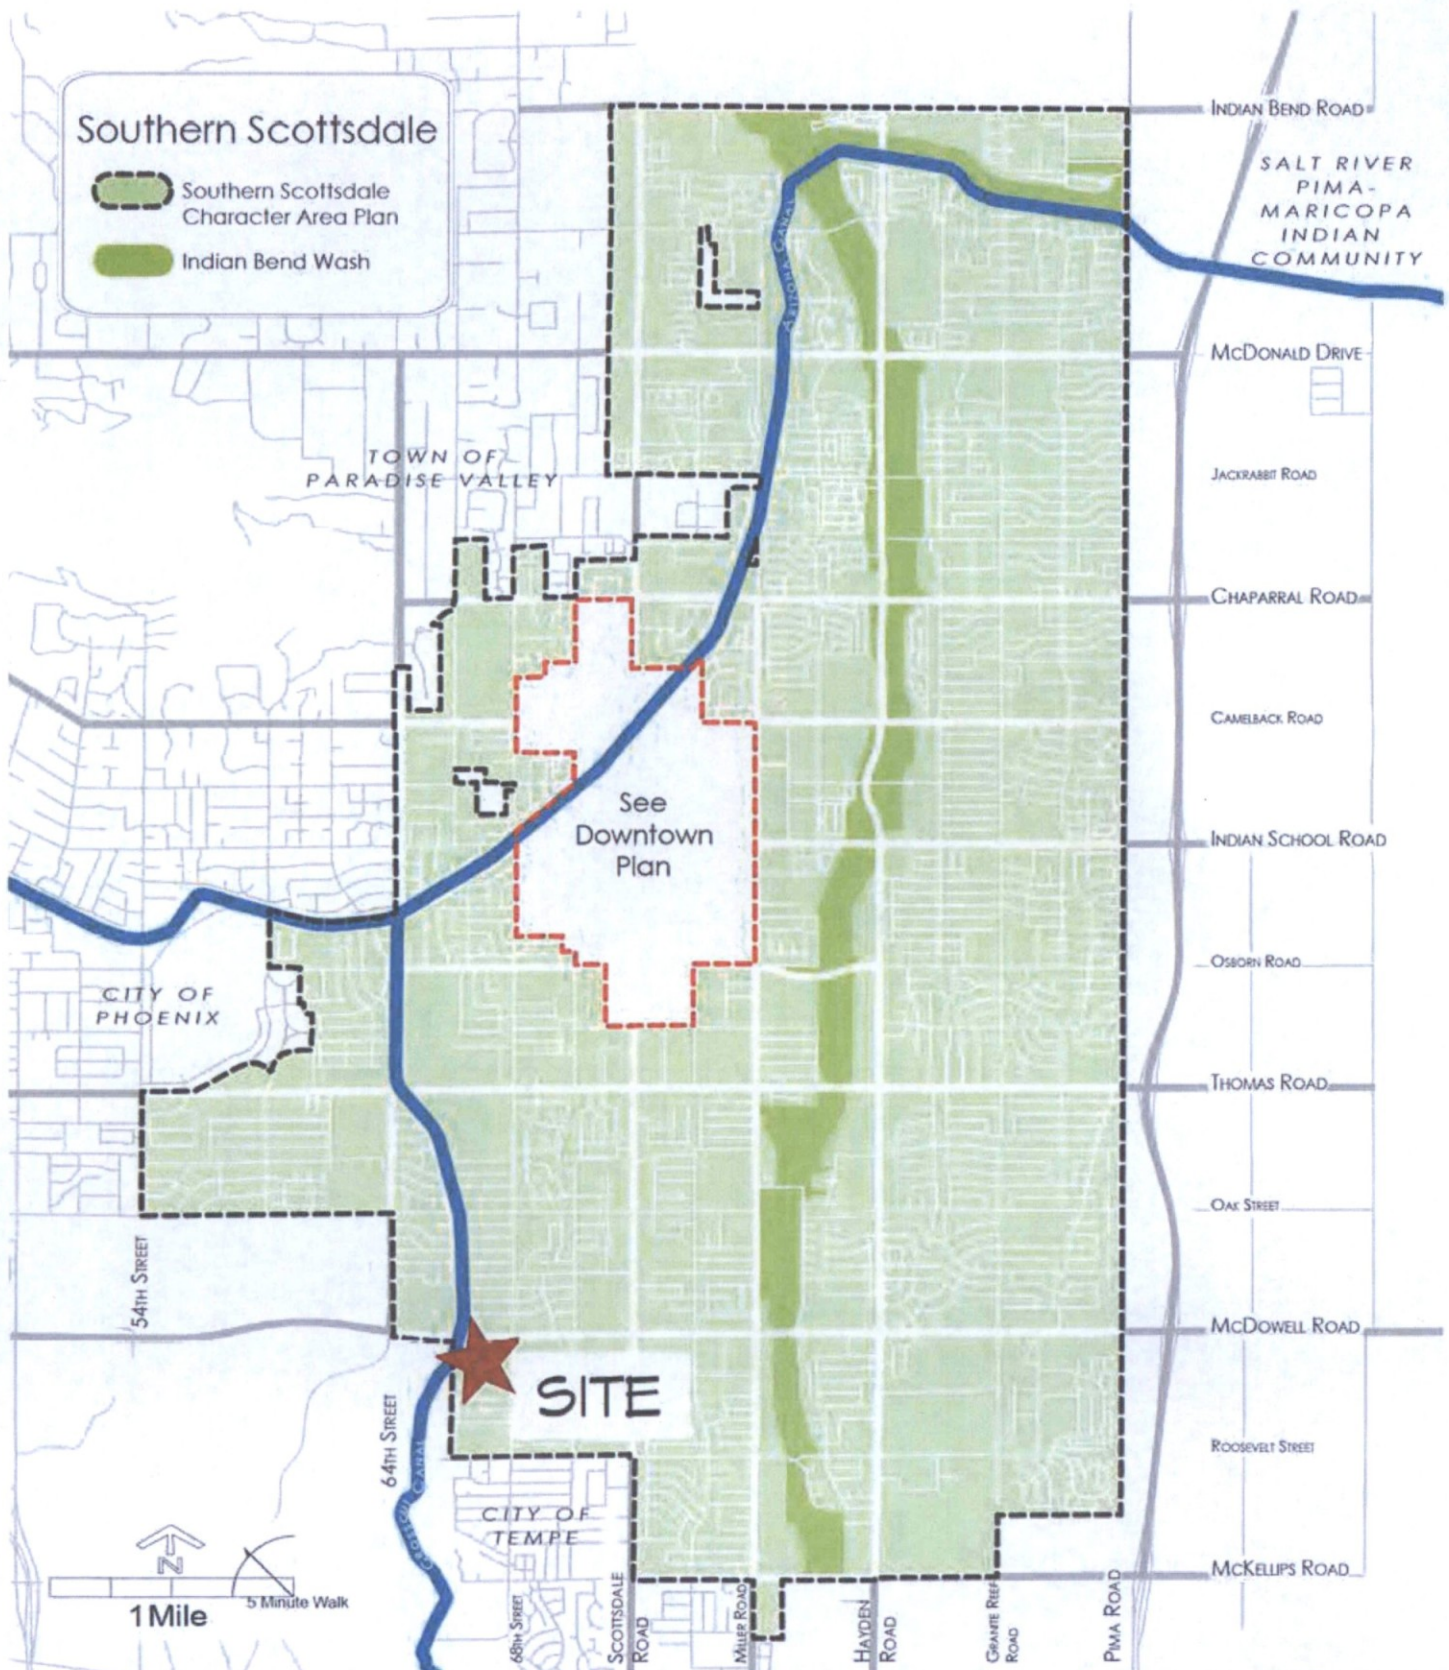 Southern Scottsdale
Southern Scottsdale
Character Area Plan
Indian Bend Wash
INDIAN BEND ROAD
SALT RIVER
PIMA-
MARICOPA
INDIAN
COMMUNITY
ARIZONA CANAL
MCDONALD DRIVE
TOWN OF
PARADISE VALLEY
JACKRABBIT ROAD
CHAPARRAL ROAD
CAMELBACK ROAD
See
Downtown
Plan
INDIAN SCHOOL ROAD
OSBORN ROAD
CITY OF
PHOENIX
THOMAS ROAD
OAK STREET
54TH STREET
MCDOWELL ROAD
SITE
64TH STREET
CROSSCUT CANAL
ROOSEVELT STREET
CITY OF
TEMPE
N
MCKELLIPS ROAD
5 Minute Walk
1 Mile
68TH STREET
SCOTTSDALE
ROAD
MILLER ROAD
HAYDEN
ROAD
GRANITE REEF
ROAD
PIMA ROAD